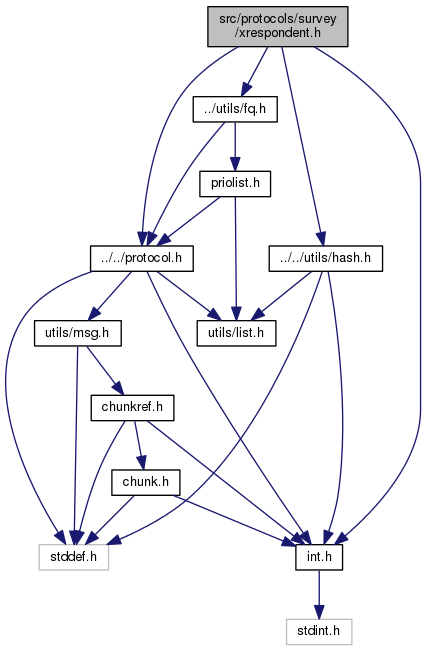 src/protocols/survey
/xrespondent.h
../utils/fq.h
priolist.h
../../protocol.h
../../utils/hash.h
utils/msg.h
utils/list.h
chunkref.h
chunk.h
stddef.h
int.h
stdint.h